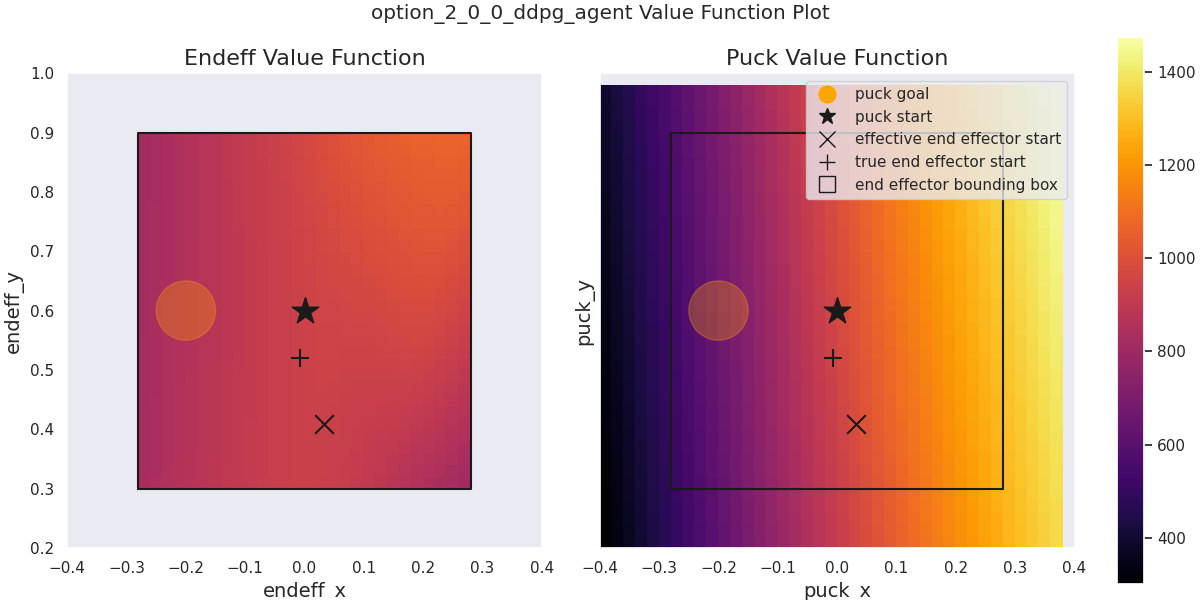 option_2_0_0_ddpg_agent Value Function Plot
Endeff Value Function
Puck Value Function
puck goal
puck start
effective end effector start
true end effector start
end effector bounding box
endeff_y
1.0
0.9
0.8
0.7
0.6
0.5
0.4
0.3
0.2
−0.4 −0.3 −0.2 −0.1 0.0 0.1 0.2 0.3 0.4
endeff_x
puck_y
−0.4 −0.3 −0.2 −0.1 0.0 0.1 0.2 0.3 0.4
puck_x
1400
1200
1000
800
600
400